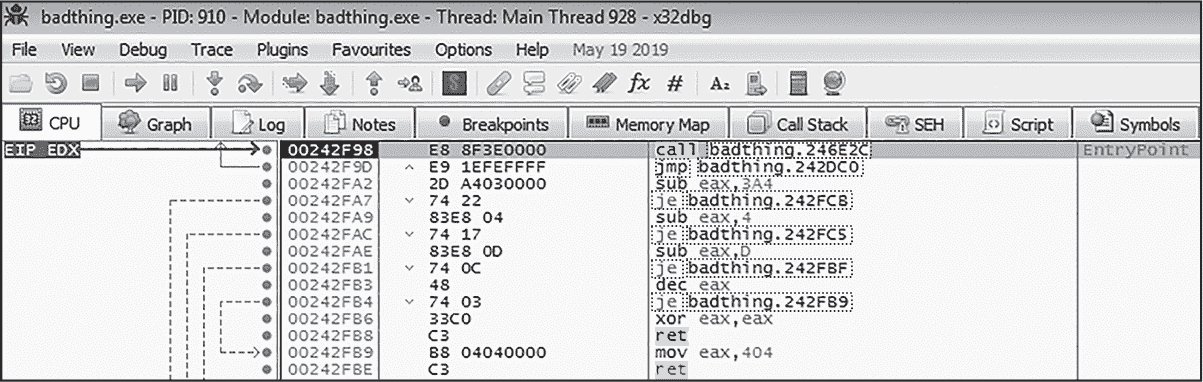 badthing.exe - PID: 910 - Module: badthing.exe - Thread: Main Thread 928 - x32dbg
File View Debug Trace Plugins Favourites Options Help May 19 2019
CPU Graph Log Notes Breakpoints Memory Map Call Stack SEH Script Symbols
EIP EDX 00242F98 E8 8F3E0000 call badthing.246E2C EntryPoint
00242F9D E9 1EFEFFFF jmp badthing.242DC0
00242FA2 2D A4030000 sub eax,3A4
00242FA7 74 22 je badthing.242FCB
00242FA9 83E8 04 sub eax,4
00242FAC 74 17 je badthing.242FC5
00242FAE 83E8 0D sub eax,D
00242FB1 74 0C je badthing.242FBF
00242FB3 48 dec eax
00242FB4 74 03 je badthing.242FB9
00242FB6 33C0 xor eax,eax
00242FB8 C3 ret
00242FB9 B8 04040000 mov eax,404
00242FBE C3 ret